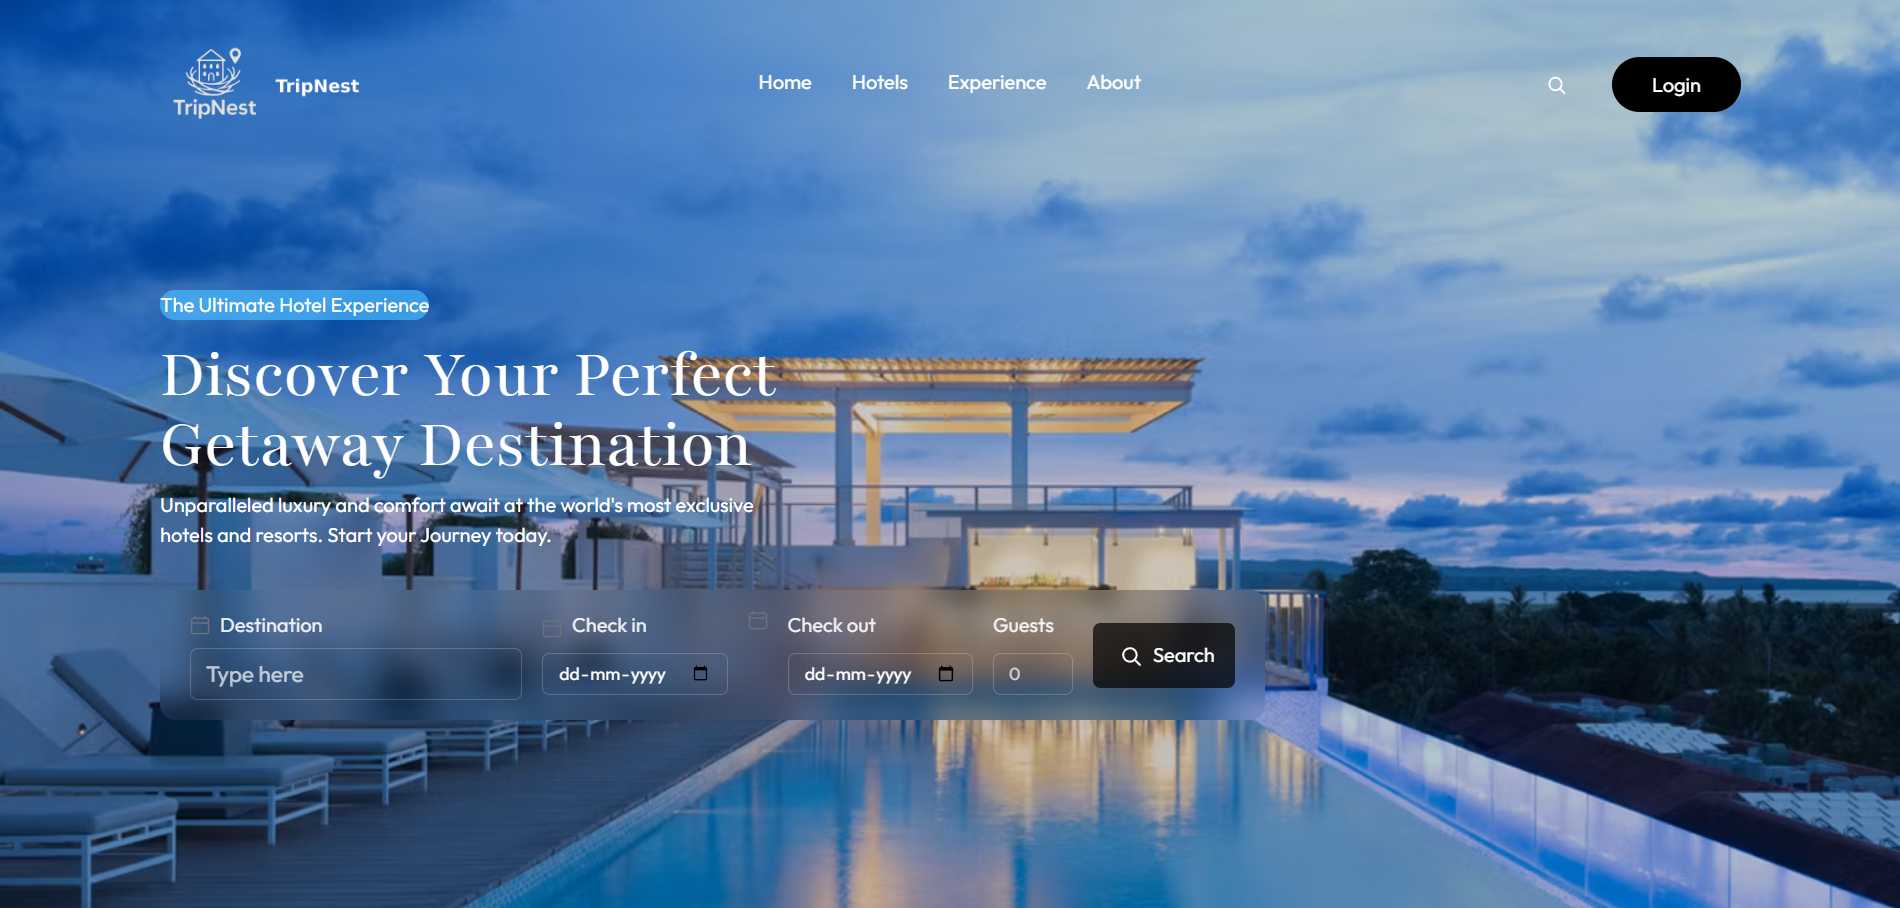 TripNest
TripNest
Home
Hotels
Experience
About
Login
The Ultimate Hotel Experience
Discover Your Perfect
Getaway Destination
Unparalleled luxury and comfort await at the world's most exclusive
hotels and resorts. Start your Journey today.
Destination
Check in
Check out
Guests
Type here
dd-mm-yyyy
dd-mm-yyyy
0
Search